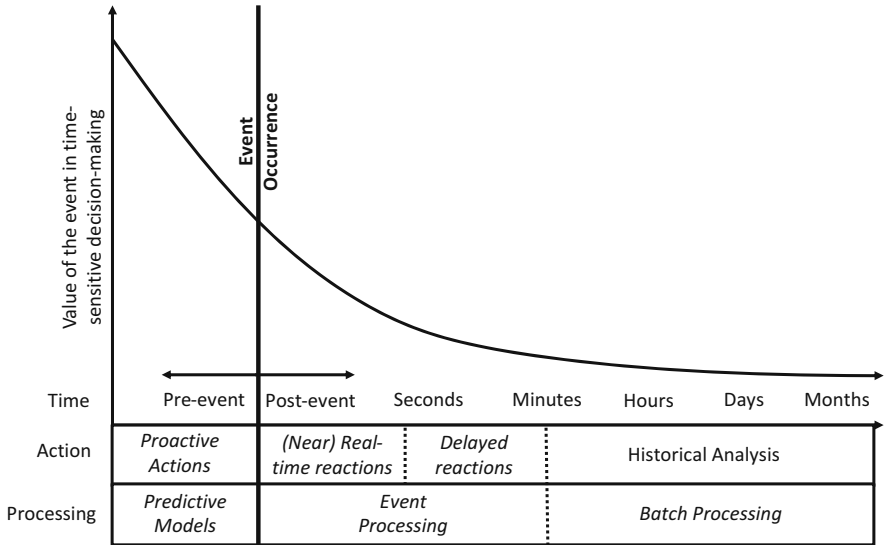 Value of the event in time-
sensitive decision-making
Event
Occurrence
Time
Pre-event
Post-event
Seconds
Minutes
Hours
Days
Months
Action
Proactive
Actions
(Near) Real-
time reactions
Delayed
reactions
Historical Analysis
Processing
Predictive
Models
Event
Processing
Batch Processing